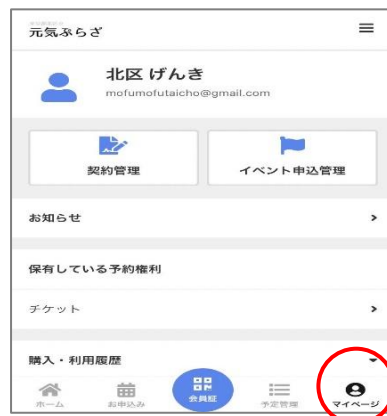 元気ぷらざ
北区 げんき
mofumofutaicho@gmail.com
契約管理
イベント申込管理
お知らせ
保有している予約権利
チケット
購入・利用履歴
ホーム
お申込み
会員証
予定管理
マイページ